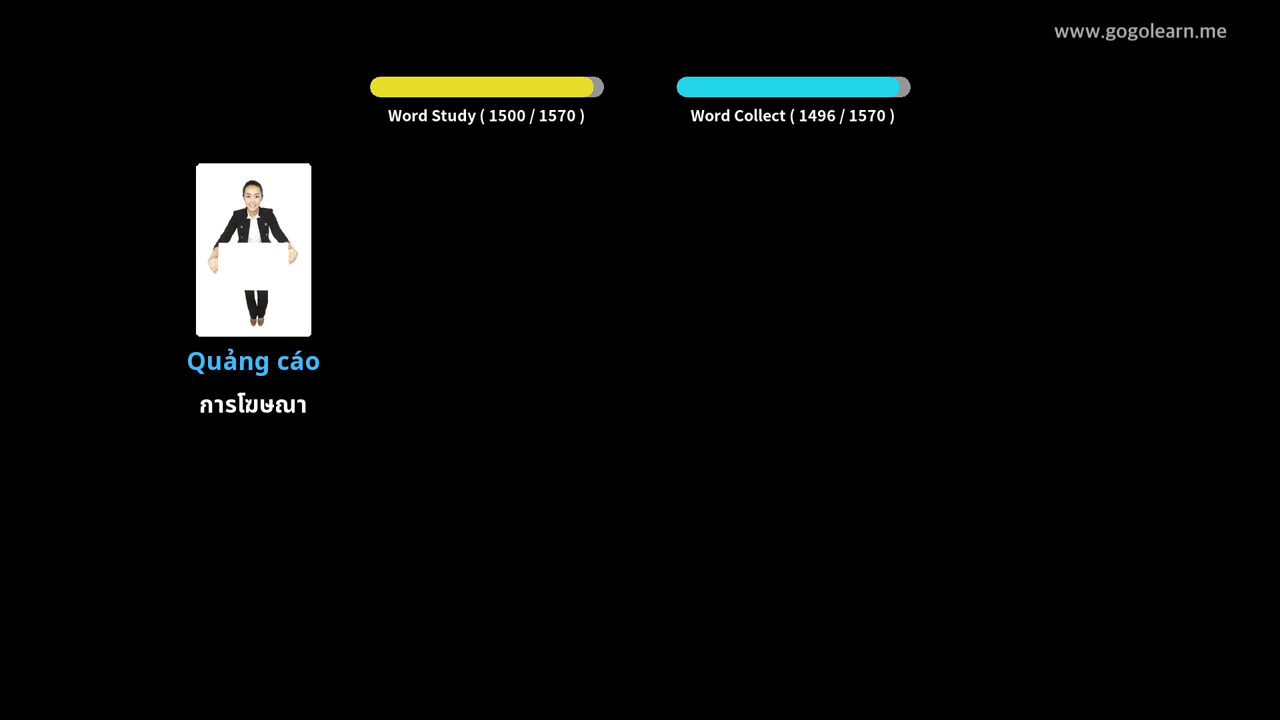 www.gogolearn.me
Word Study ( 1500 / 1570 )
Word Collect ( 1496 / 1570 )
Quảng cáo
การโฆษณา